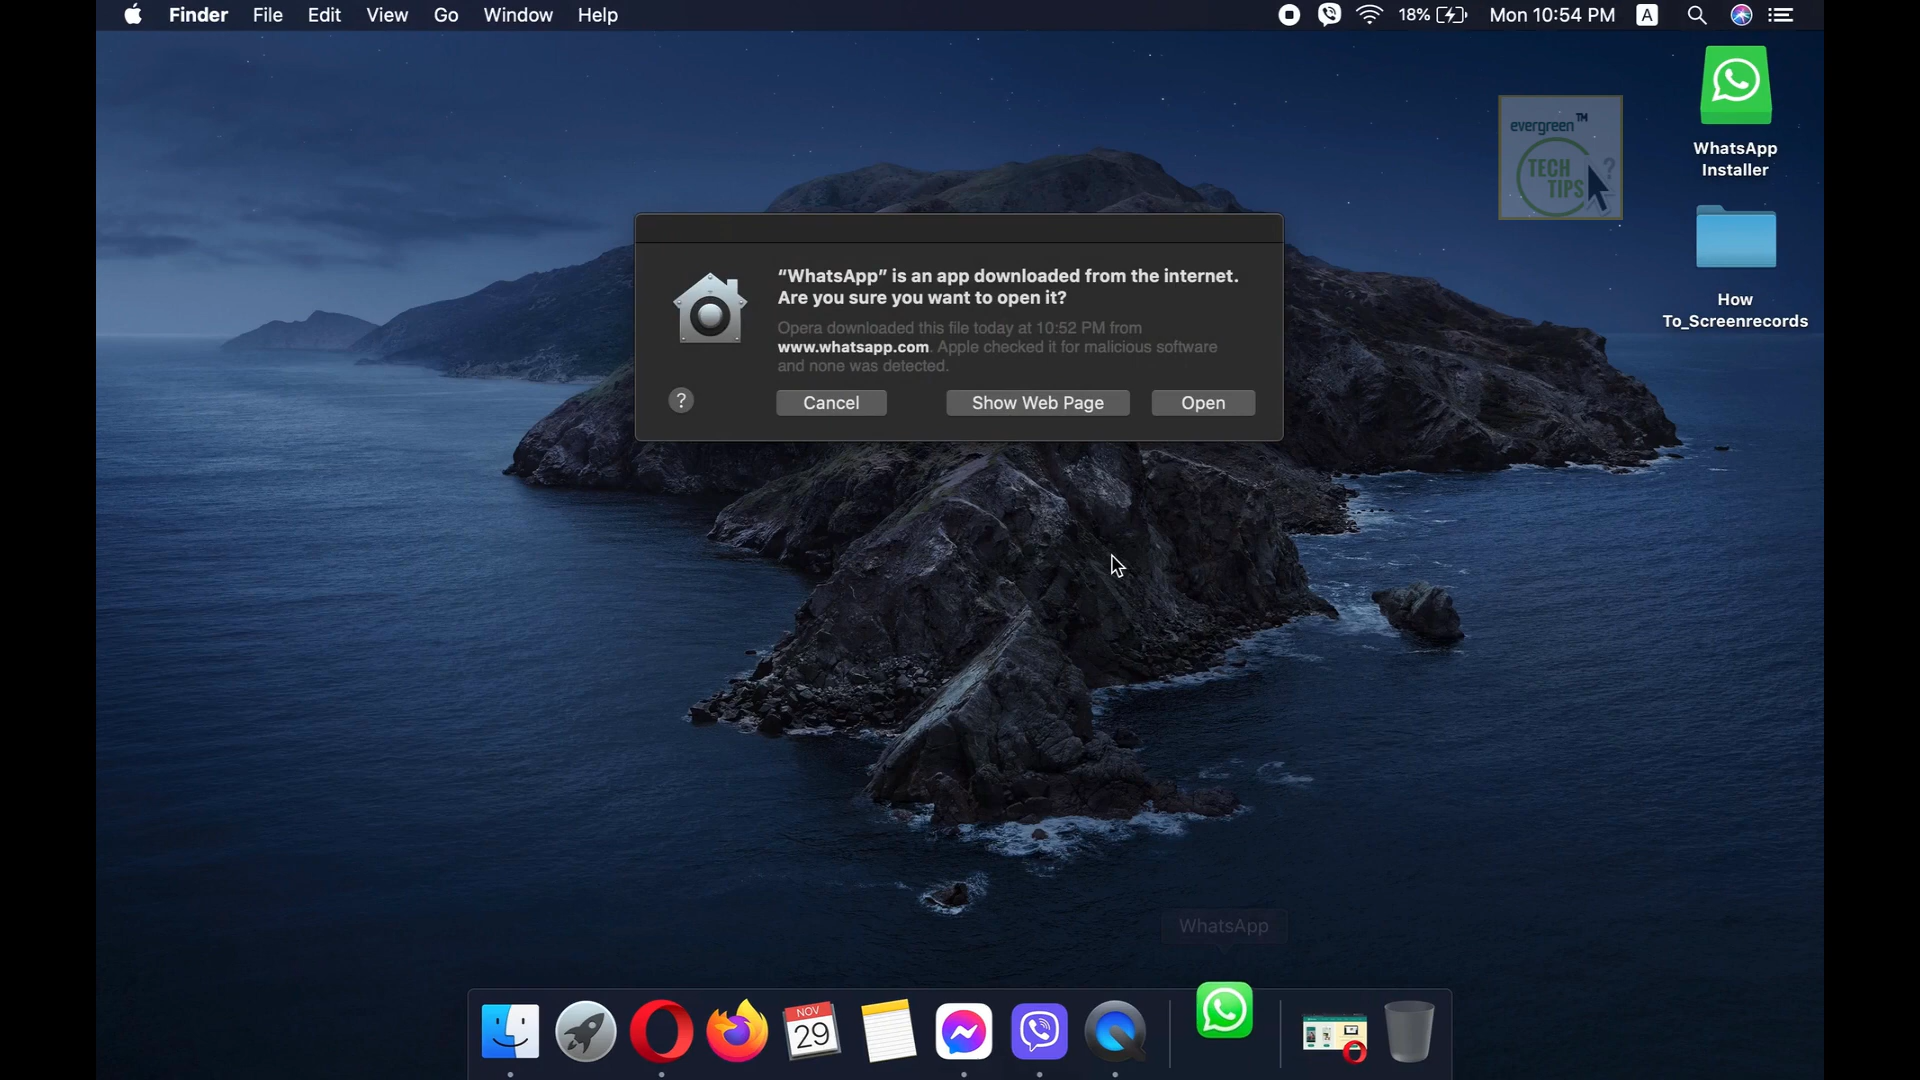 Finder File Edit View Go Window Help 18% Mon 10:54 PM A
evergreen™
TECH
TIPS ?
WhatsApp
Installer
How
To_Screenrecords
“WhatsApp” is an app downloaded from the internet.
Are you sure you want to open it?
Opera downloaded this file today at 10:52 PM from
www.whatsapp.com. Apple checked it for malicious software
and none was detected.
? Cancel Show Web Page Open
WhatsApp
NOV
29